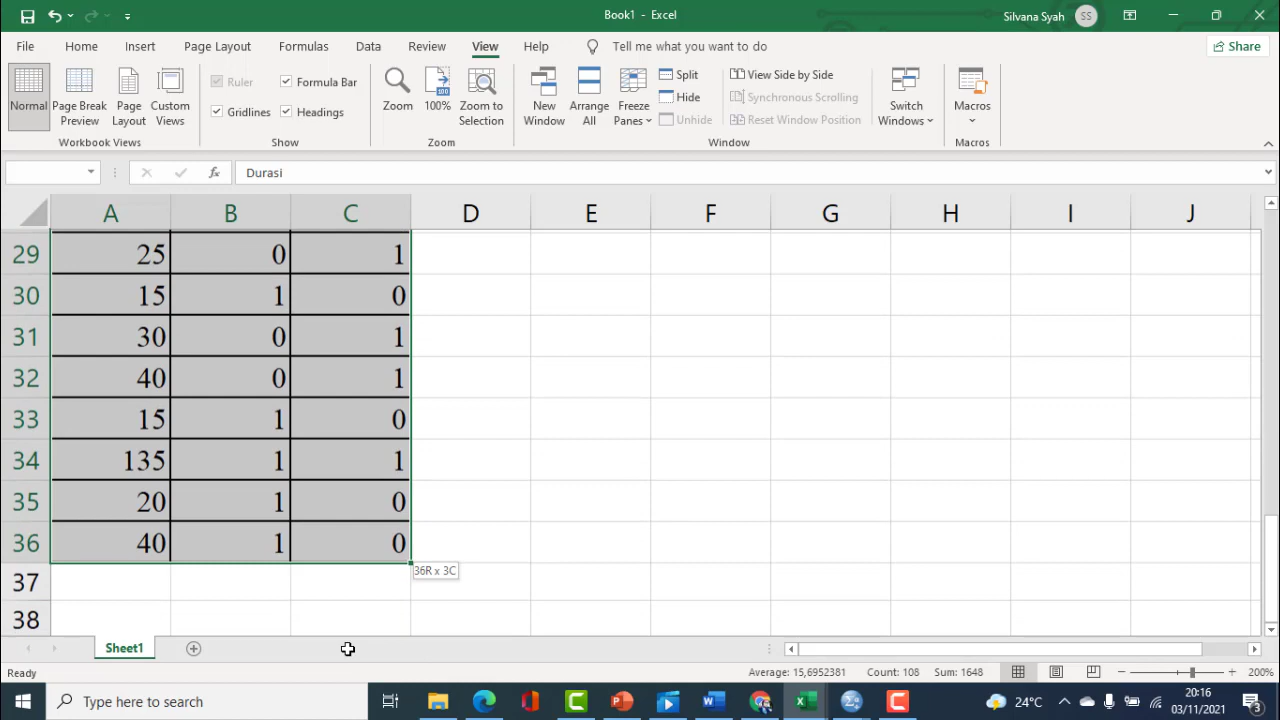 Book1 - Excel
Silvana Syah SS
File Home Insert Page Layout Formulas Data Review View Help Tell me what you want to do Share
Normal
Page Break Preview
Page Layout
Custom Views
Workbook Views
Ruler
Formula Bar
Gridlines
Headings
Show
Zoom
100%
Zoom to Selection
Zoom
New Window
Arrange All
Freeze Panes
Split
Hide
Unhide
View Side by Side
Synchronous Scrolling
Reset Window Position
Switch Windows
Window
Macros
Macros
fx Durasi
A B C D E F G H I J
29 25 0 1
30 15 1 0
31 30 0 1
32 40 0 1
33 15 1 0
34 135 1 1
35 20 1 0
36 40 1 0
36R x 3C
37
38
Sheet1
Ready Average: 15,6952381 Count: 108 Sum: 1648 200%
Type here to search 24°C 20:16
03/11/2021 3